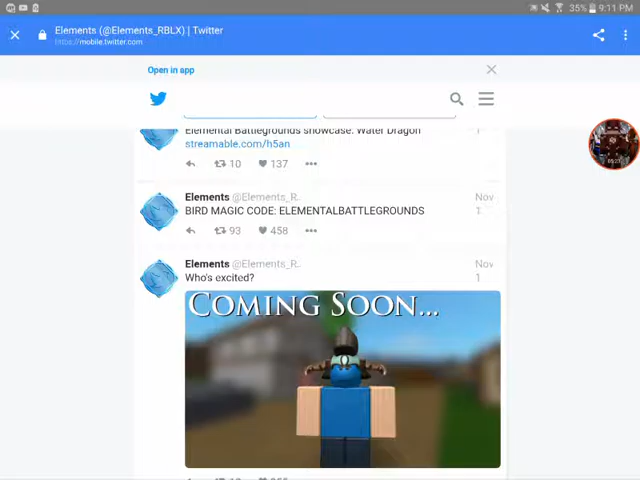 35% 9:11 PM
Elements (@Elements_RBLX) | Twitter
https://mobile.twitter.com
Open in app
Elemental Battlegrounds showcase: Water Dragon
streamable.com/h5an
10 137
Elements @Elements_R.. Nov
BIRD MAGIC CODE: ELEMENTALBATTLEGROUNDS 1
93 458
Elements @Elements_R.. Nov
Who's excited? 1
COMING SOON...